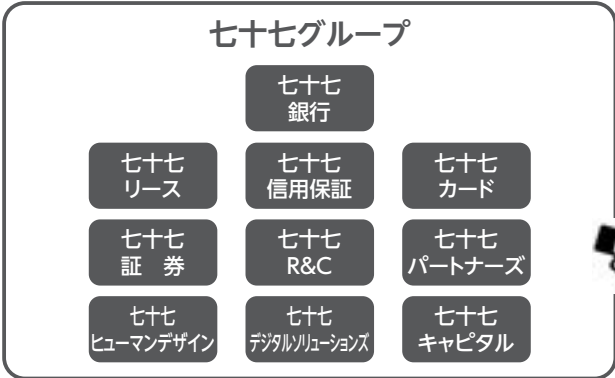 七十七グループ
七十七
銀行
七十七
リース
七十七
信用保証
七十七
カード
七十七
証　券
七十七
R&C
七十七
パートナーズ
七十七
ヒューマンデザイン
七十七
デジタルソリューションズ
七十七
キャピタル